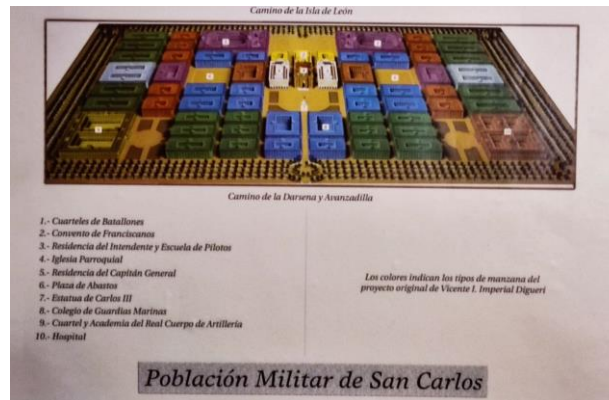 Camino de la Isla de León
Camino de la Darsena y Avanzadilla
1.- Cuarteles de Batallones
2.- Convento de Franciscanos
3.- Residencia del Intendente y Escuela de Pilotos
4.- Iglesia Parroquial
5.- Residencia del Capitán General
6.- Plaza de Abastos
7.- Estatua de Carlos III
8.- Colegio de Guardias Marinas
9.- Cuartel y Academia del Real Cuerpo de Artillería
10.- Hospital
Los colores indican los tipos de manzana del
proyecto original de Vicente I. Imperial Digueri
Población Militar de San Carlos